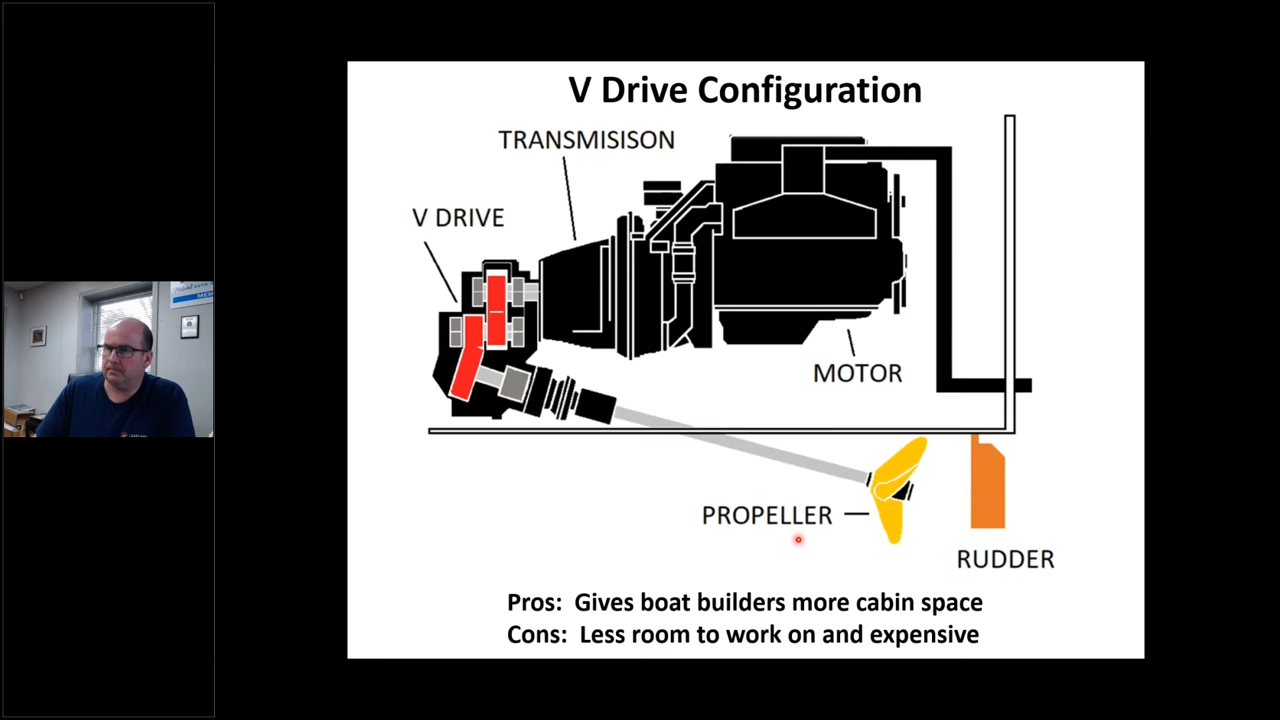 V Drive Configuration
TRANSMISISON
V DRIVE
MOTOR
PROPELLER
RUDDER
Pros: Gives boat builders more cabin space
Cons: Less room to work on and expensive